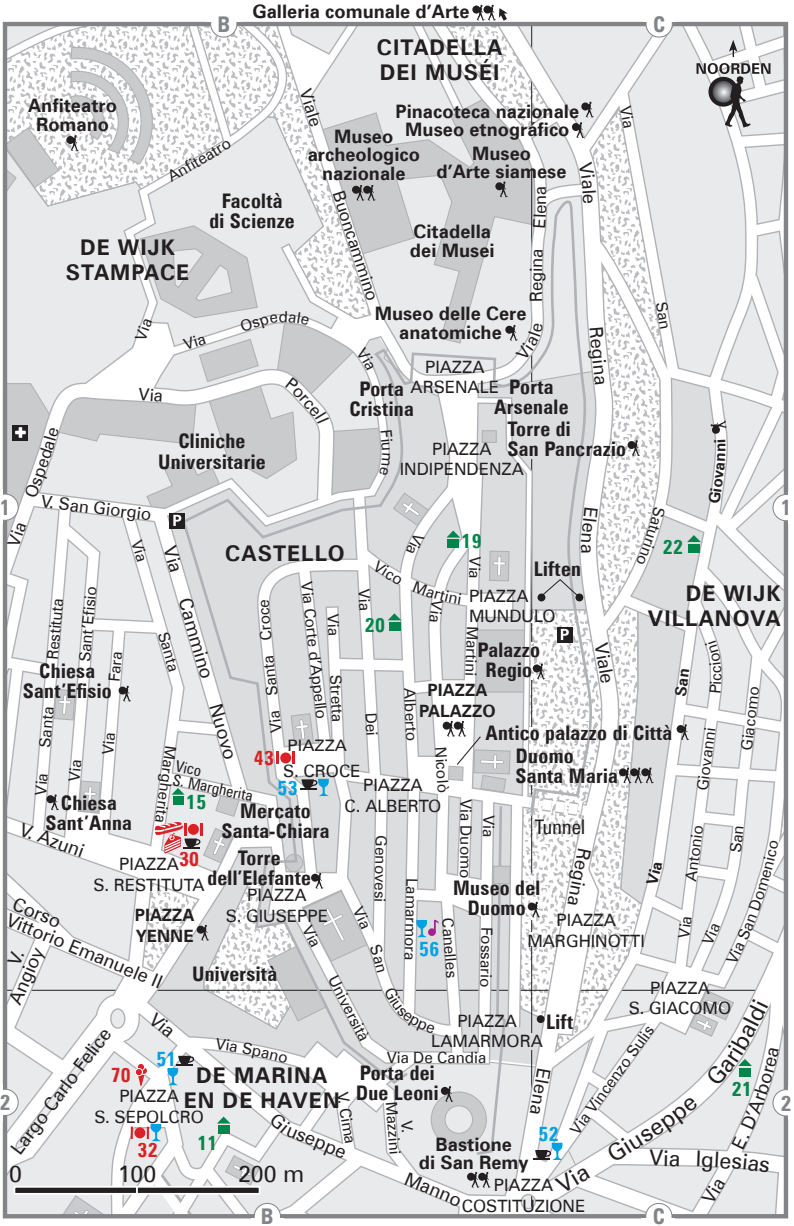 Galleria comunale d'Arte
B
C
CITADELLA
DEI MUSÉI
NOORDEN
Anfiteatro
Romano
Anfiteatro
Viale
Buoncammino
Pinacoteca nazionale
Museo etnográfico
Museo
archeologico
nazionale
Museo
d'Arte siamese
Via
Viale
Facoltà
di Scienze
Citadella
dei Musei
Viale Regina Elena
DE WIJK
STAMPACE
Via
Via Ospedale
Museo delle Cere
anatomiche
San
Regina
PIAZZA
ARSENALE
Via
Porcell
Via
Fiume
Porta
Cristina
Porta
Arsenale
Torre di
San Pancrazio
Cliniche
Universitarie
PIAZZA
INDIPENDENZA
Giovanni
Via Ospedale
1
1
V. San Giorgio
P
Elena
Saturnino
CASTELLO
19
22
Via
Via
Via
Cammino
Nuovo
Vico Martini
Liften
PIAZZA
MUNDULO
DE WIJK
VILLANOVA
P
20
Via Santa Restituta
Via Sant'Efisio
Via Fara
Santa
Margherita
Via Santa Croce
Via Corte d'Appello
Via Stretta
Via
Martini
Palazzo
Regio
Viale
San
Piccioni
Giacomo
Chiesa
Sant'Efisio
Dei
Alberto
Nicolò
PIAZZA
PALAZZO
Antico palazzo di Città
43
PIAZZA
S. CROCE
53
Duomo
Santa Maria
Vico
S. Margherita
15
PIAZZA
C. ALBERTO
Giovanni
San
Chiesa
Sant'Anna
Mercato
Santa-Chiara
Via Duomo
Via
Tunnel
V. Azuni
30
PIAZZA
S. RESTITUTA
Torre
dell'Elefante
Genovesi
Lamarmora
Canelles
Fossario
Regina
Via
Antonio
Via
Via San Domenico
Museo del
Duomo
PIAZZA
S. GIUSEPPE
Corso
Vittorio Emanuele II
PIAZZA
YENNE
PIAZZA
MARGHINOTTI
56
V.
Angioy
Università
Via
Università
Via San Giuseppe
PIAZZA
S. GIACOMO
PIAZZA
LAMARMORA
Lift
Via
Via Spano
Via De Candia
Largo Carlo Felice
51
70
DE MARINA
EN DE HAVEN
Porta dei
Due Leoni
Elena
Via Vincenzo Sulis
Via Giuseppe Garibaldi
21
2
2
PIAZZA
S. SEPOLCRO
32
11
Giuseppe
V. Cima
V.
Mazzini
Manno
Bastione
di San Remy
52
PIAZZA
COSTITUZIONE
Via E. D'Arborea
Via Iglesias
0 100 200 m
B
C